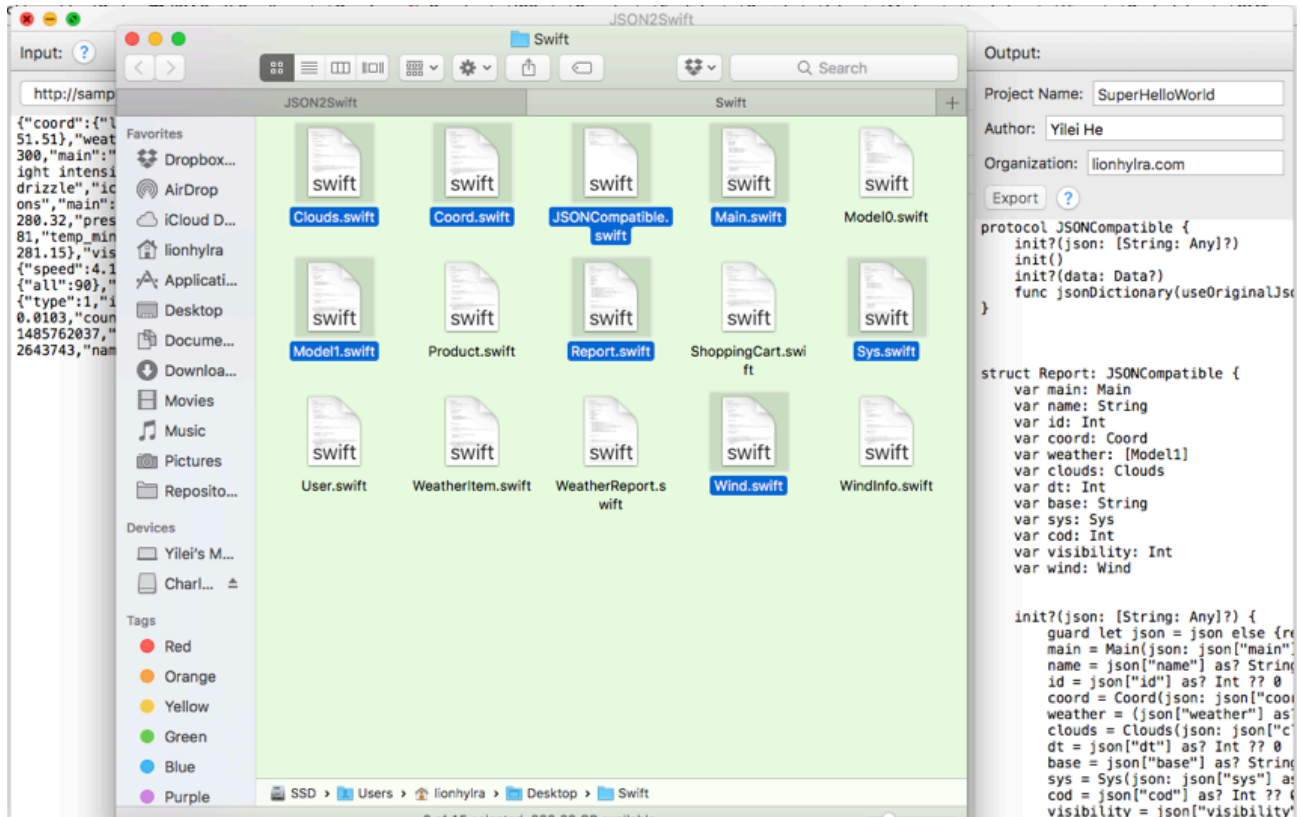 JSON2Swift
Input: ?
http://samp
{"coord":{"l
51.51},"weat
300,"main":"
ight intensi
drizzle","ic
ons","main":
280.32,"pres
81,"temp_min
281.15},"vis
{"speed":4.1
{"all":90},"
{"type":1,"i
0.0103,"coun
1485762037,"
2643743,"nam
Swift
Search
JSON2Swift
Swift
Favorites
Dropbox...
AirDrop
iCloud D...
lionhylra
Applicati...
Desktop
Docume...
Downloa...
Movies
Music
Pictures
Reposito...
Devices
Yilei's M...
Charl...
Tags
Red
Orange
Yellow
Green
Blue
Purple
swift swift swift swift swift
Clouds.swift Coord.swift JSONCompatible. Main.swift Model0.swift
swift
swift swift swift swift swift
Model1.swift Product.swift Report.swift ShoppingCart.swi Sys.swift
ft
swift swift swift swift swift
User.swift WeatherItem.swift WeatherReport.s Wind.swift WindInfo.swift
wift
SSD › Users › lionhylra › Desktop › Swift
Output:
Project Name: SuperHelloWorld
Author: Yilei He
Organization: lionhylra.com
Export ?
protocol JSONCompatible {
init?(json: [String: Any]?)
init()
init?(data: Data?)
func jsonDictionary(useOriginalJso
}
struct Report: JSONCompatible {
var main: Main
var name: String
var id: Int
var coord: Coord
var weather: [Model1]
var clouds: Clouds
var dt: Int
var base: String
var sys: Sys
var cod: Int
var visibility: Int
var wind: Wind
init?(json: [String: Any]?) {
guard let json = json else {re
main = Main(json: json["main"]
name = json["name"] as? String
id = json["id"] as? Int ?? 0
coord = Coord(json: json["coor
weather = (json["weather"] as?
clouds = Clouds(json: json["cl
dt = json["dt"] as? Int ?? 0
base = json["base"] as? String
sys = Sys(json: json["sys"] as
cod = json["cod"] as? Int ?? 0
visibility = json["visibility"